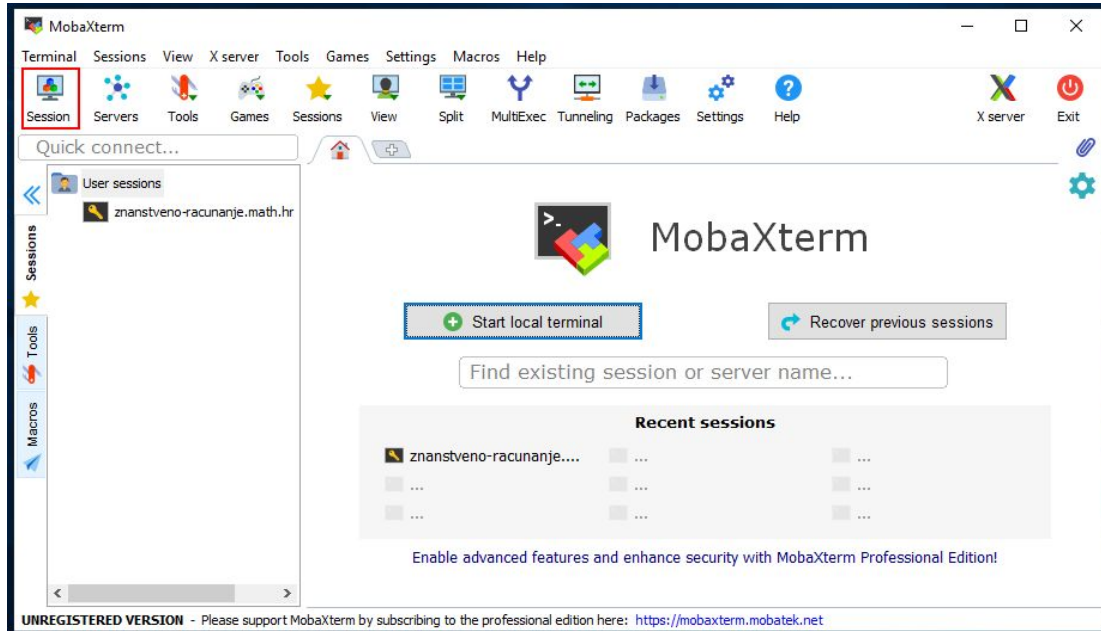 MobaXterm
Terminal Sessions View X server Tools Games Settings Macros Help
Session Servers Tools Games Sessions View Split MultiExec Tunneling Packages Settings Help X server Exit
Quick connect...
User sessions
znanstveno-racunanje.math.hr
Sessions
Tools
Macros
>_
MobaXterm
Start local terminal Recover previous sessions
Find existing session or server name...
Recent sessions
znanstveno-racunanje.... ... ...
... ... ...
... ... ...
Enable advanced features and enhance security with MobaXterm Professional Edition!
UNREGISTERED VERSION - Please support MobaXterm by subscribing to the professional edition here: https://mobaxterm.mobatek.net